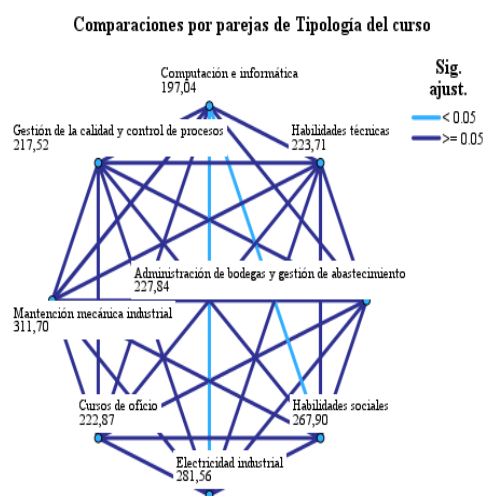 Comparaciones por parejas de Tipología del curso
Computación e informática
197,04
Sig.
ajust.
< 0.05
>= 0.05
Gestión de la calidad y control de procesos
217,52
Habilidades técnicas
223,71
Administración de bodegas y gestión de abastecimiento
227,84
Mantención mecánica industrial
311,70
Cursos de oficio
222,87
Habilidades sociales
267,90
Electricidad industrial
281,56